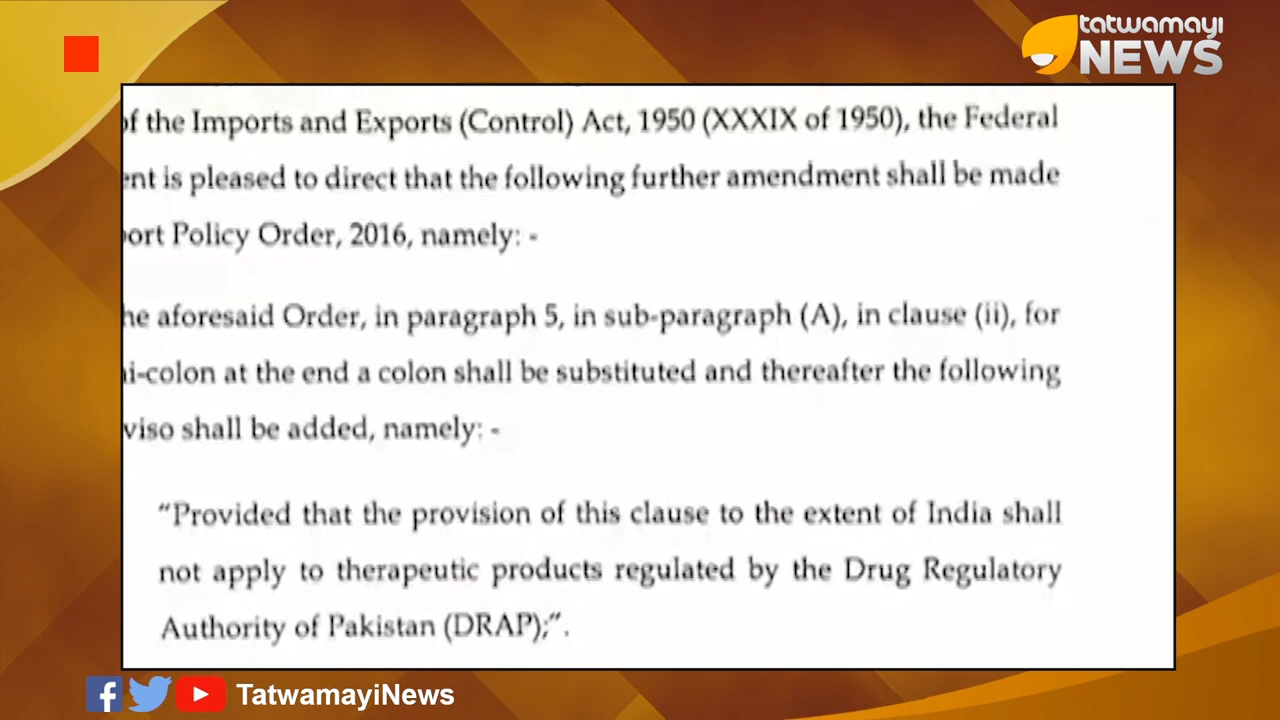 tatwamayi
NEWS
of the Imports and Exports (Control) Act, 1950 (XXXIX of 1950), the Federal
ent is pleased to direct that the following further amendment shall be made
ort Policy Order, 2016, namely: -
he aforesaid Order, in paragraph 5, in sub-paragraph (A), in clause (ii), for
i-colon at the end a colon shall be substituted and thereafter the following
viso shall be added, namely: -
“Provided that the provision of this clause to the extent of India shall
not apply to therapeutic products regulated by the Drug Regulatory
Authority of Pakistan (DRAP);”.
TatwamayiNews